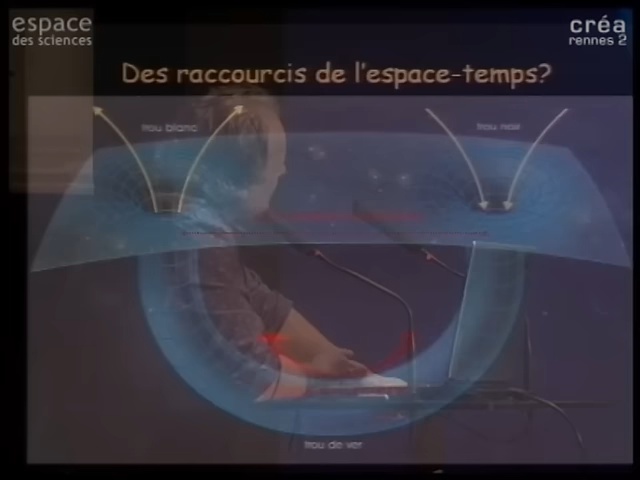 espace
des sciences
créa
rennes 2
Des raccourcis de l'espace-temps?
trou blanc
trou noir
trou de ver